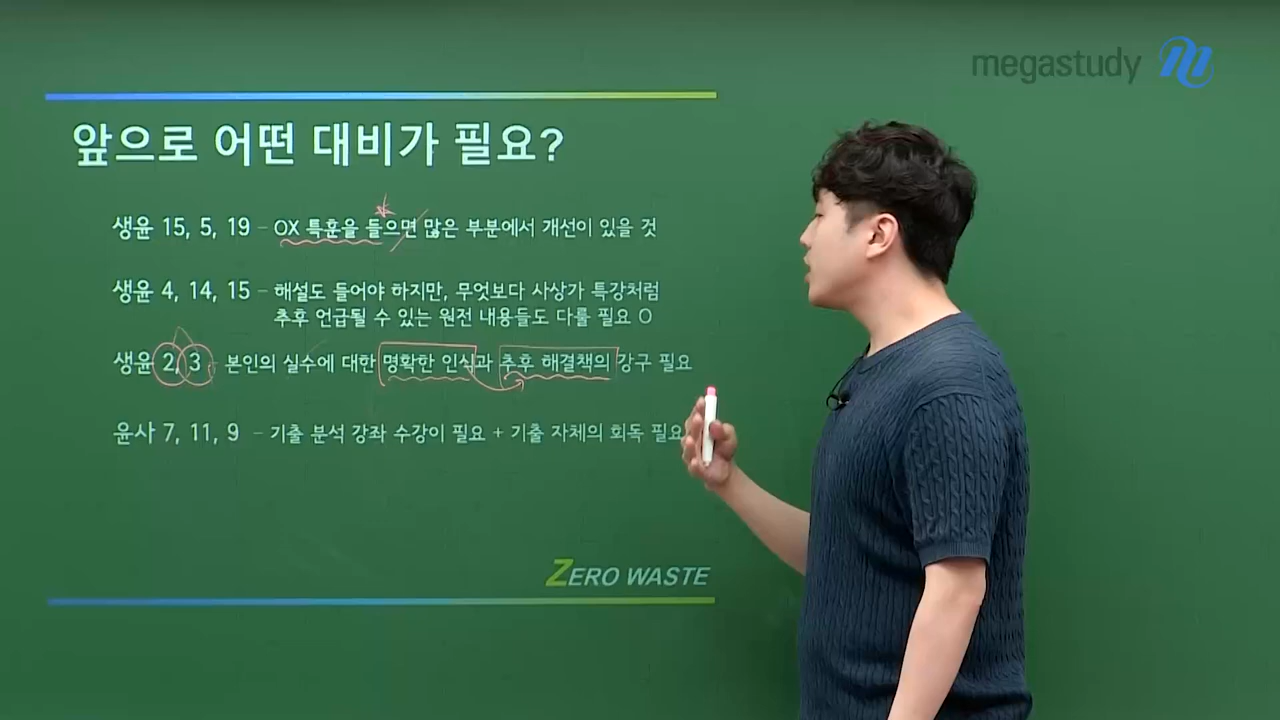 megastudy
앞으로 어떤 대비가 필요?
생윤 15, 5, 19 – OX 특훈을 들으면 많은 부분에서 개선이 있을 것
생윤 4, 14, 15 – 해설도 들어야 하지만, 무엇보다 사상가 특강처럼
추후 언급될 수 있는 원전 내용들도 다룰 필요 O
생윤 2, 3 – 본인의 실수에 대한 명확한 인식과 추후 해결책의 강구 필요
윤사 7, 11, 9 – 기출 분석 강좌 수강이 필요 + 기출 자체의 회독 필요
ZERO WASTE